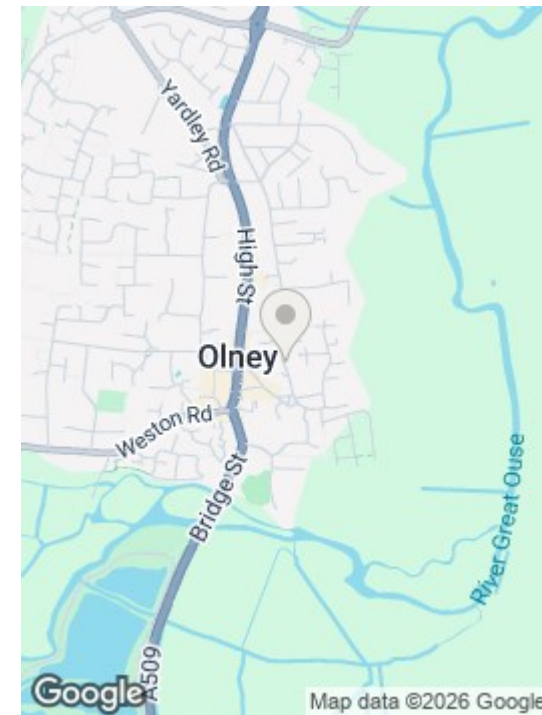 Yardley Rd
High St
Olney
Weston Rd
Bridge St
River Great Ouse
A509
Google
Map data ©2026 Google